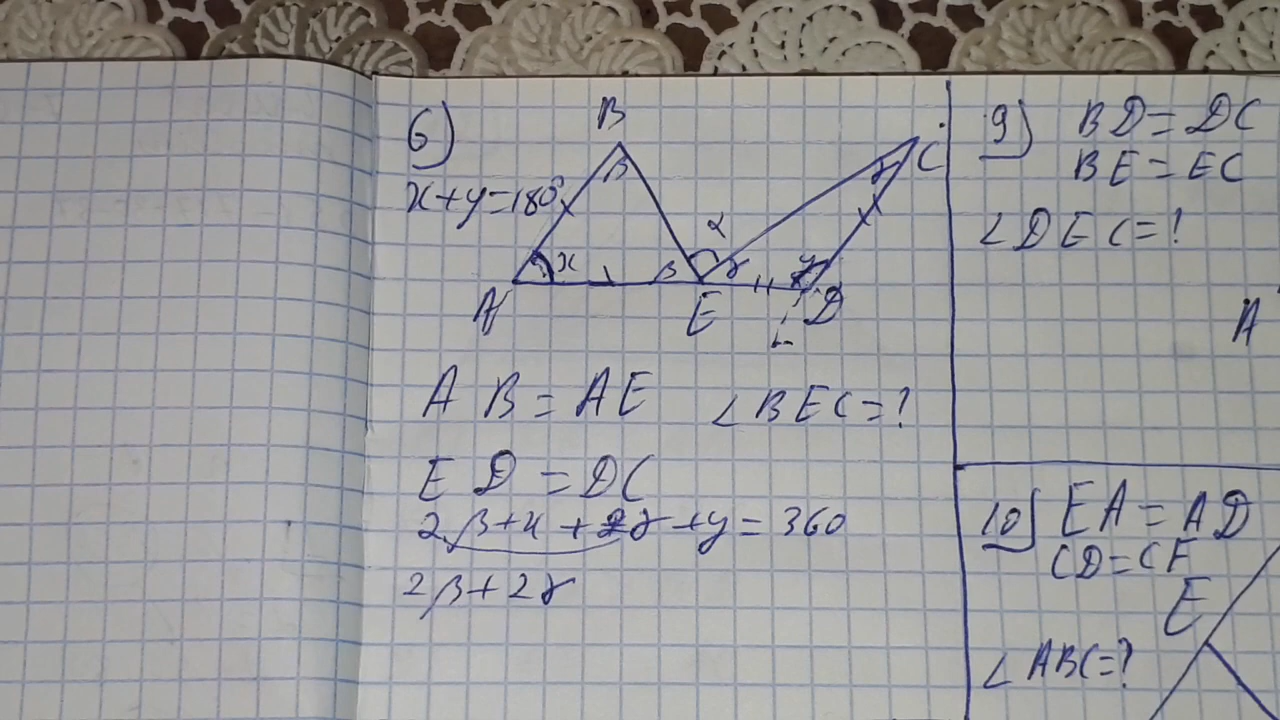 6)
B
x+y=180°
β
C
γ
α
x
β
γ
y
A
E
D
AB=AE
∠BEC=?
ED=DC
2β+x+2γ+y=360
2β+2γ
9) BD=DC
BE=EC
∠DEC=?
A
10) EA=AD
CD=CF
E
∠ABC=?